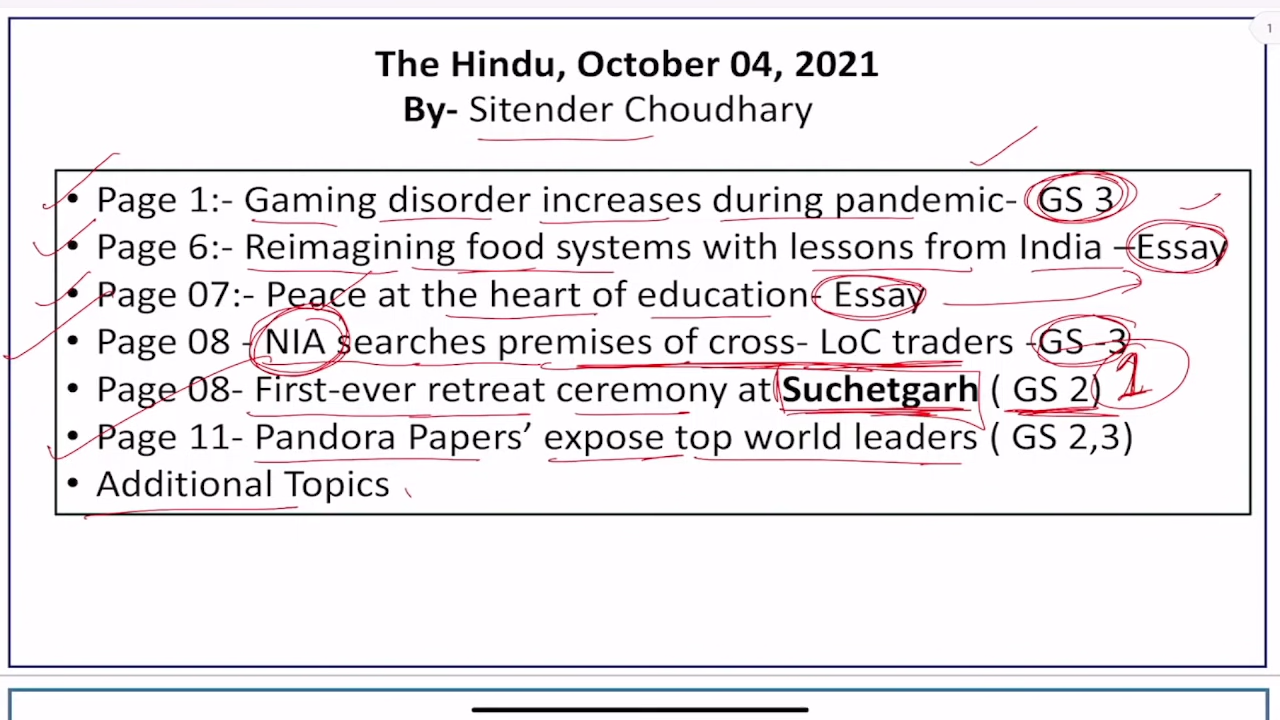 1
The Hindu, October 04, 2021
By- Sitender Choudhary
• Page 1:- Gaming disorder increases during pandemic- GS 3
• Page 6:- Reimagining food systems with lessons from India –Essay
• Page 07:- Peace at the heart of education- Essay
• Page 08 - NIA searches premises of cross- LoC traders -GS -3
• Page 08- First-ever retreat ceremony at Suchetgarh ( GS 2) 1
• Page 11- Pandora Papers’ expose top world leaders ( GS 2,3)
• Additional Topics